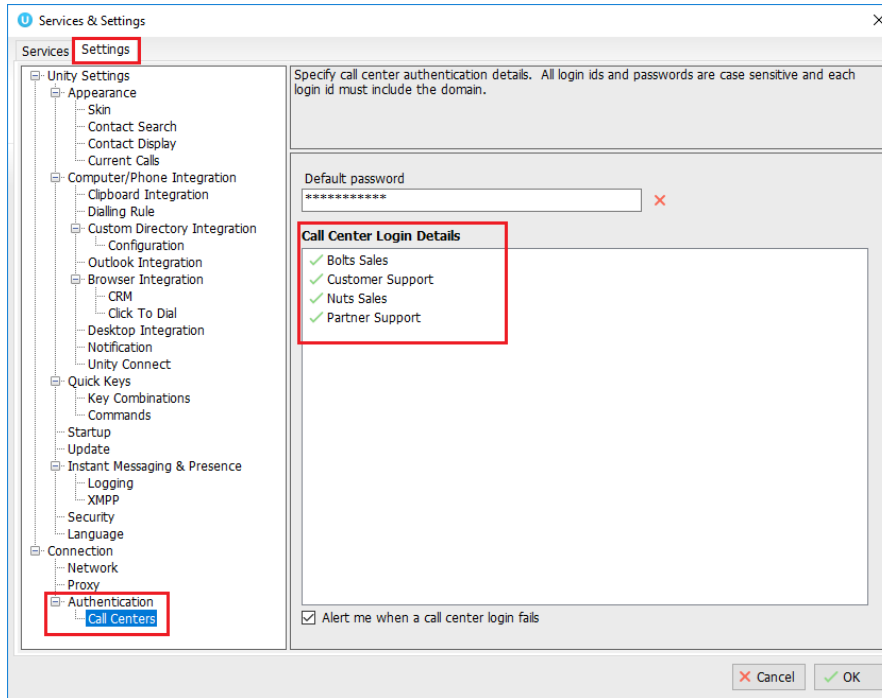 Services & Settings
Services
Settings
Unity Settings
Appearance
Skin
Contact Search
Contact Display
Current Calls
Computer/Phone Integration
Clipboard Integration
Dialling Rule
Custom Directory Integration
Configuration
Outlook Integration
Browser Integration
CRM
Click To Dial
Desktop Integration
Notification
Unity Connect
Quick Keys
Key Combinations
Commands
Startup
Update
Instant Messaging & Presence
Logging
XMPP
Security
Language
Connection
Network
Proxy
Authentication
Call Centers
Specify call center authentication details. All login ids and passwords are case sensitive and each
login id must include the domain.
Default password
***********
Call Center Login Details
Bolts Sales
Customer Support
Nuts Sales
Partner Support
Alert me when a call center login fails
Cancel
OK